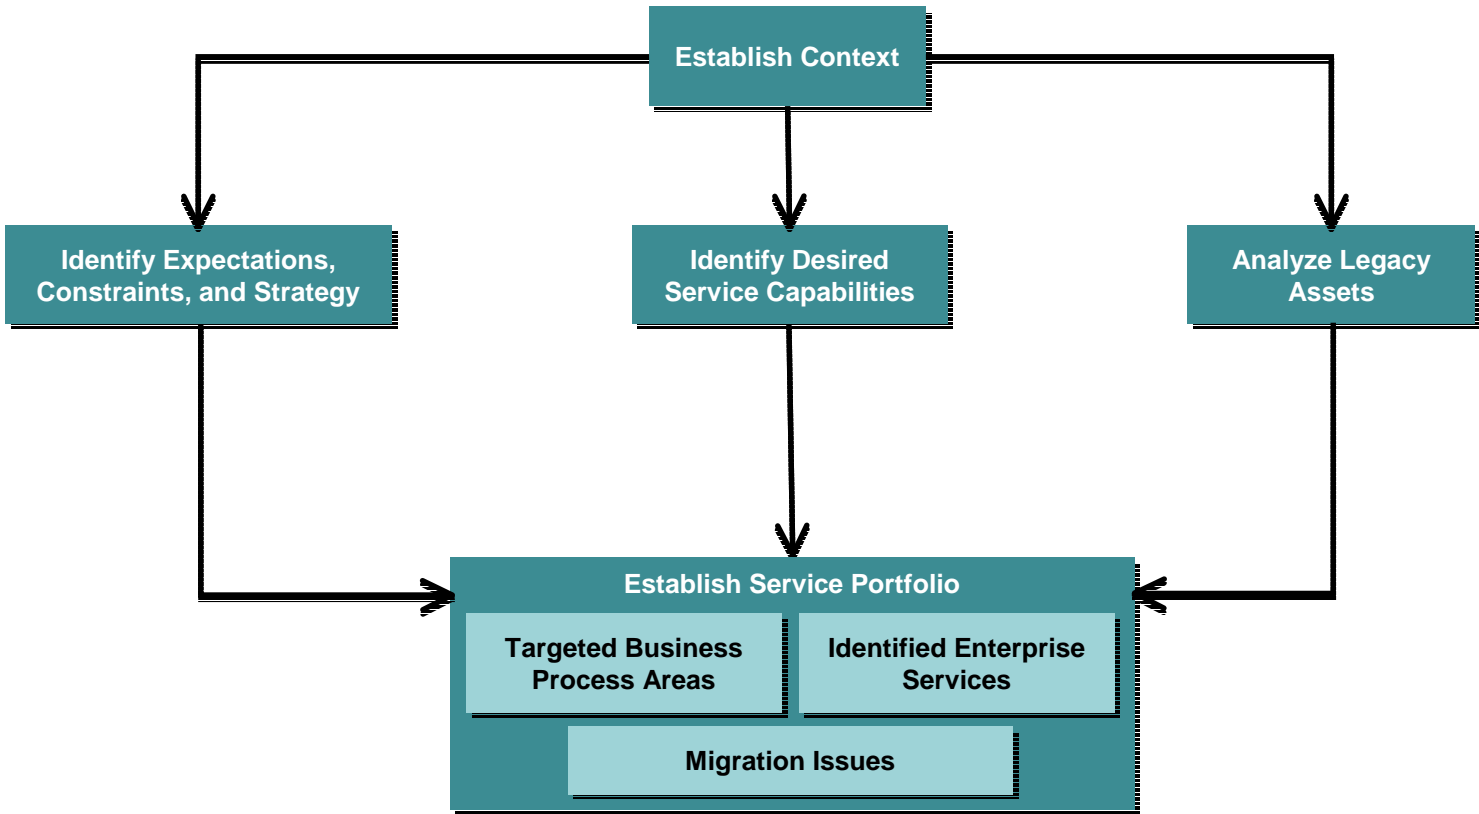 Establish Context
Identify Expectations,
Constraints, and Strategy
Identify Desired
Service Capabilities
Analyze Legacy
Assets
Establish Service Portfolio
Targeted Business
Process Areas
Identified Enterprise
Services
Migration Issues